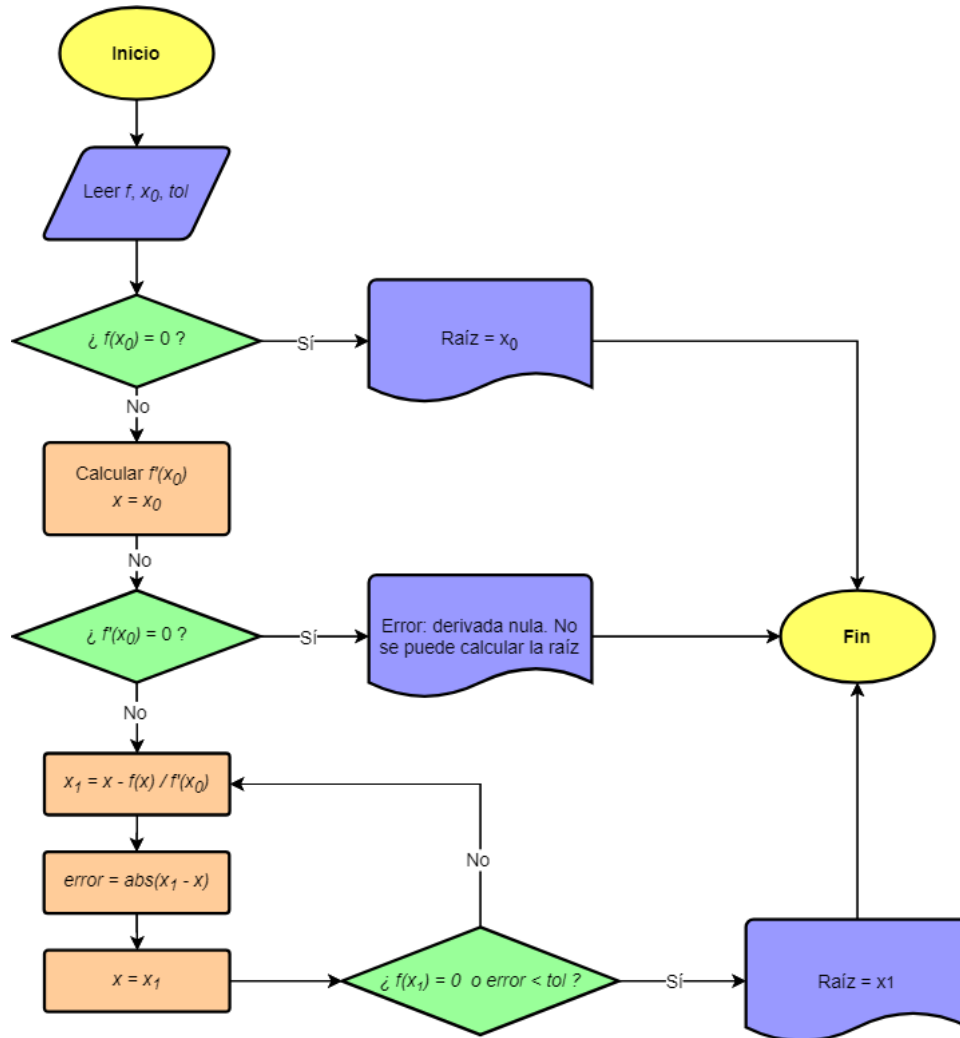 Inicio
Leer f, x₀, tol
¿ f(x₀) = 0 ?
Sí
Raíz = x₀
No
Calcular f'(x₀)
x = x₀
No
¿ f'(x₀) = 0 ?
Sí
Error: derivada nula. No
se puede calcular la raíz
Fin
No
x₁ = x - f(x) / f'(x₀)
No
error = abs(x₁ - x)
x = x₁
¿ f(x₁) = 0 o error < tol ?
Sí
Raíz = x1